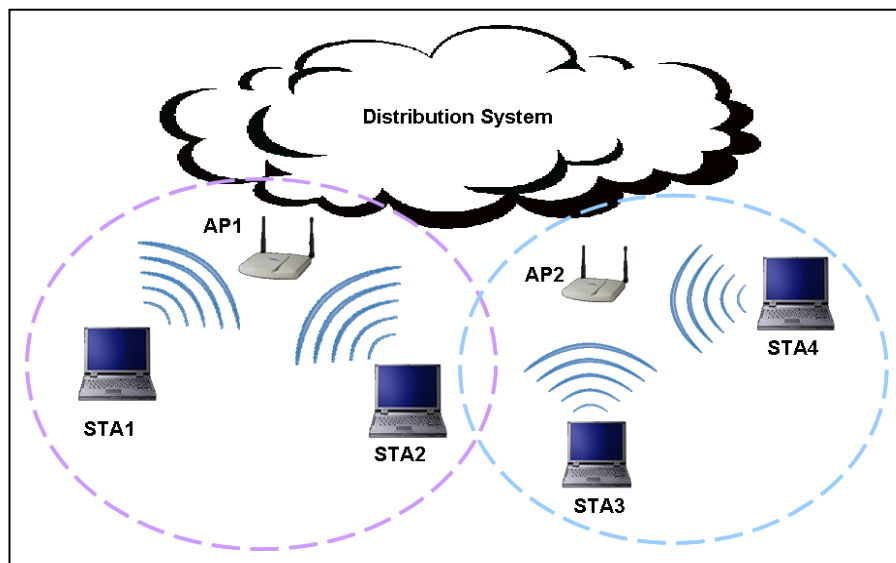 Distribution System
AP1
AP2
STA1
STA2
STA3
STA4